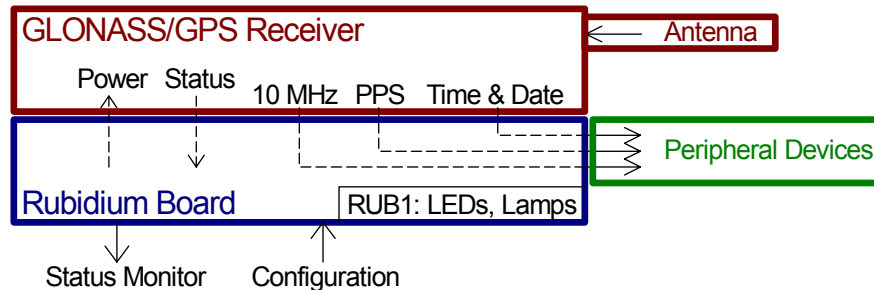 GLONASS/GPS Receiver
Antenna
Power Status
10 MHz PPS Time & Date
Peripheral Devices
Rubidium Board
RUB1: LEDs, Lamps
Status Monitor Configuration